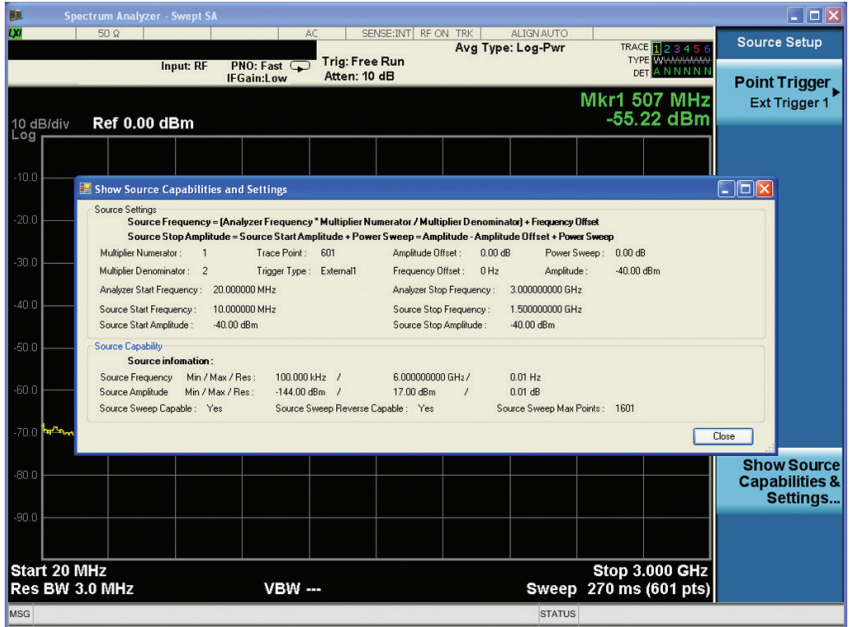 LXI
Spectrum Analyzer - Swept SA
50 Ω AC SENSE:INT RF ON TRK ALIGNAUTO
Input: RF
PNO: Fast
IFGain:Low
Trig: Free Run
Atten: 10 dB
Avg Type: Log-Pwr
TRACE 1 2 3 4 5 6
TYPE
DET A N N N N N
Mkr1 507 MHz
-55.22 dBm
10 dB/div Ref 0.00 dBm
Log
-10.0
-20.0
-30.0
-40.0
-50.0
-60.0
-70.0
-80.0
-90.0
Show Source Capabilities and Settings
Source Settings
Source Frequency = (Analyzer Frequency * Multiplier Numerator / Multiplier Denominator) + Frequency Offset
Source Stop Amplitude = Source Start Amplitude + Power Sweep = Amplitude - Amplitude Offset + Power Sweep
Multiplier Numerator : 1 Trace Point : 601 Amplitude Offset : 0.00 dB Power Sweep : 0.00 dB
Multiplier Denominator : 2 Trigger Type : External1 Frequency Offset : 0 Hz Amplitude : -40.00 dBm
Analyzer Start Frequency : 20.000000 MHz Analyzer Stop Frequency : 3.000000000 GHz
Source Start Frequency : 10.000000 MHz Source Stop Frequency : 1.500000000 GHz
Source Start Amplitude : -40.00 dBm Source Stop Amplitude : -40.00 dBm
Source Capability
Source infomation :
Source Frequency Min / Max / Res : 100.000 kHz / 6.000000000 GHz / 0.01 Hz
Source Amplitude Min / Max / Res : -144.00 dBm / 17.00 dBm / 0.01 dB
Source Sweep Capable : Yes Source Sweep Reverse Capable : Yes Source Sweep Max Points : 1601
Close
Start 20 MHz Stop 3.000 GHz
Res BW 3.0 MHz VBW --- Sweep 270 ms (601 pts)
MSG STATUS
Source Setup
Point Trigger
Ext Trigger 1
Show Source
Capabilities &
Settings...